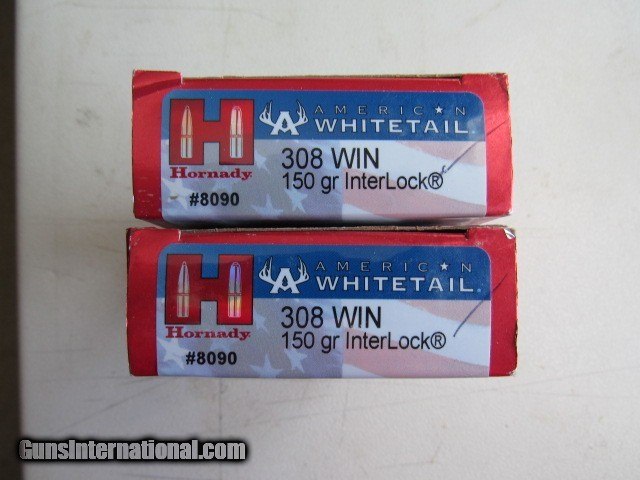 AMERICAN
WHITETAIL®
Hornady®
308 WIN
150 gr InterLock®
#8090
AMERICAN
WHITETAIL®
Hornady®
308 WIN
150 gr InterLock®
#8090
GunsInternational.com